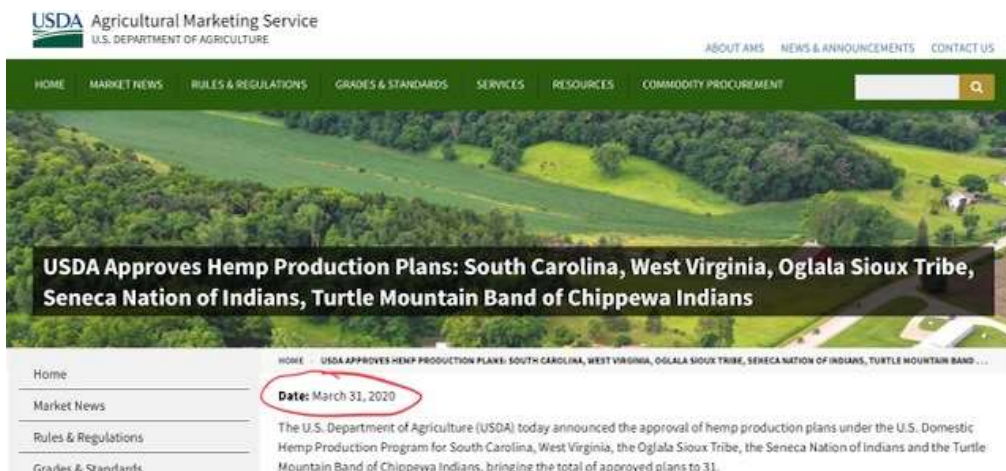 USDA Agricultural Marketing Service
U.S. DEPARTMENT OF AGRICULTURE
ABOUT AMS NEWS & ANNOUNCEMENTS CONTACT US
HOME MARKET NEWS RULES & REGULATIONS GRADES & STANDARDS SERVICES RESOURCES COMMODITY PROCUREMENT
USDA Approves Hemp Production Plans: South Carolina, West Virginia, Oglala Sioux Tribe,
Seneca Nation of Indians, Turtle Mountain Band of Chippewa Indians
HOME USDA APPROVES HEMP PRODUCTION PLANS: SOUTH CAROLINA, WEST VIRGINIA, OGLALA SIOUX TRIBE, SENECA NATION OF INDIANS, TURTLE MOUNTAIN BAND ...
Home
Market News
Rules & Regulations
Grades & Standards
Date: March 31, 2020
The U.S. Department of Agriculture (USDA) today announced the approval of hemp production plans under the U.S. Domestic
Hemp Production Program for South Carolina, West Virginia, the Oglala Sioux Tribe, the Seneca Nation of Indians and the Turtle
Mountain Band of Chippewa Indians, bringing the total of approved plans to 31.